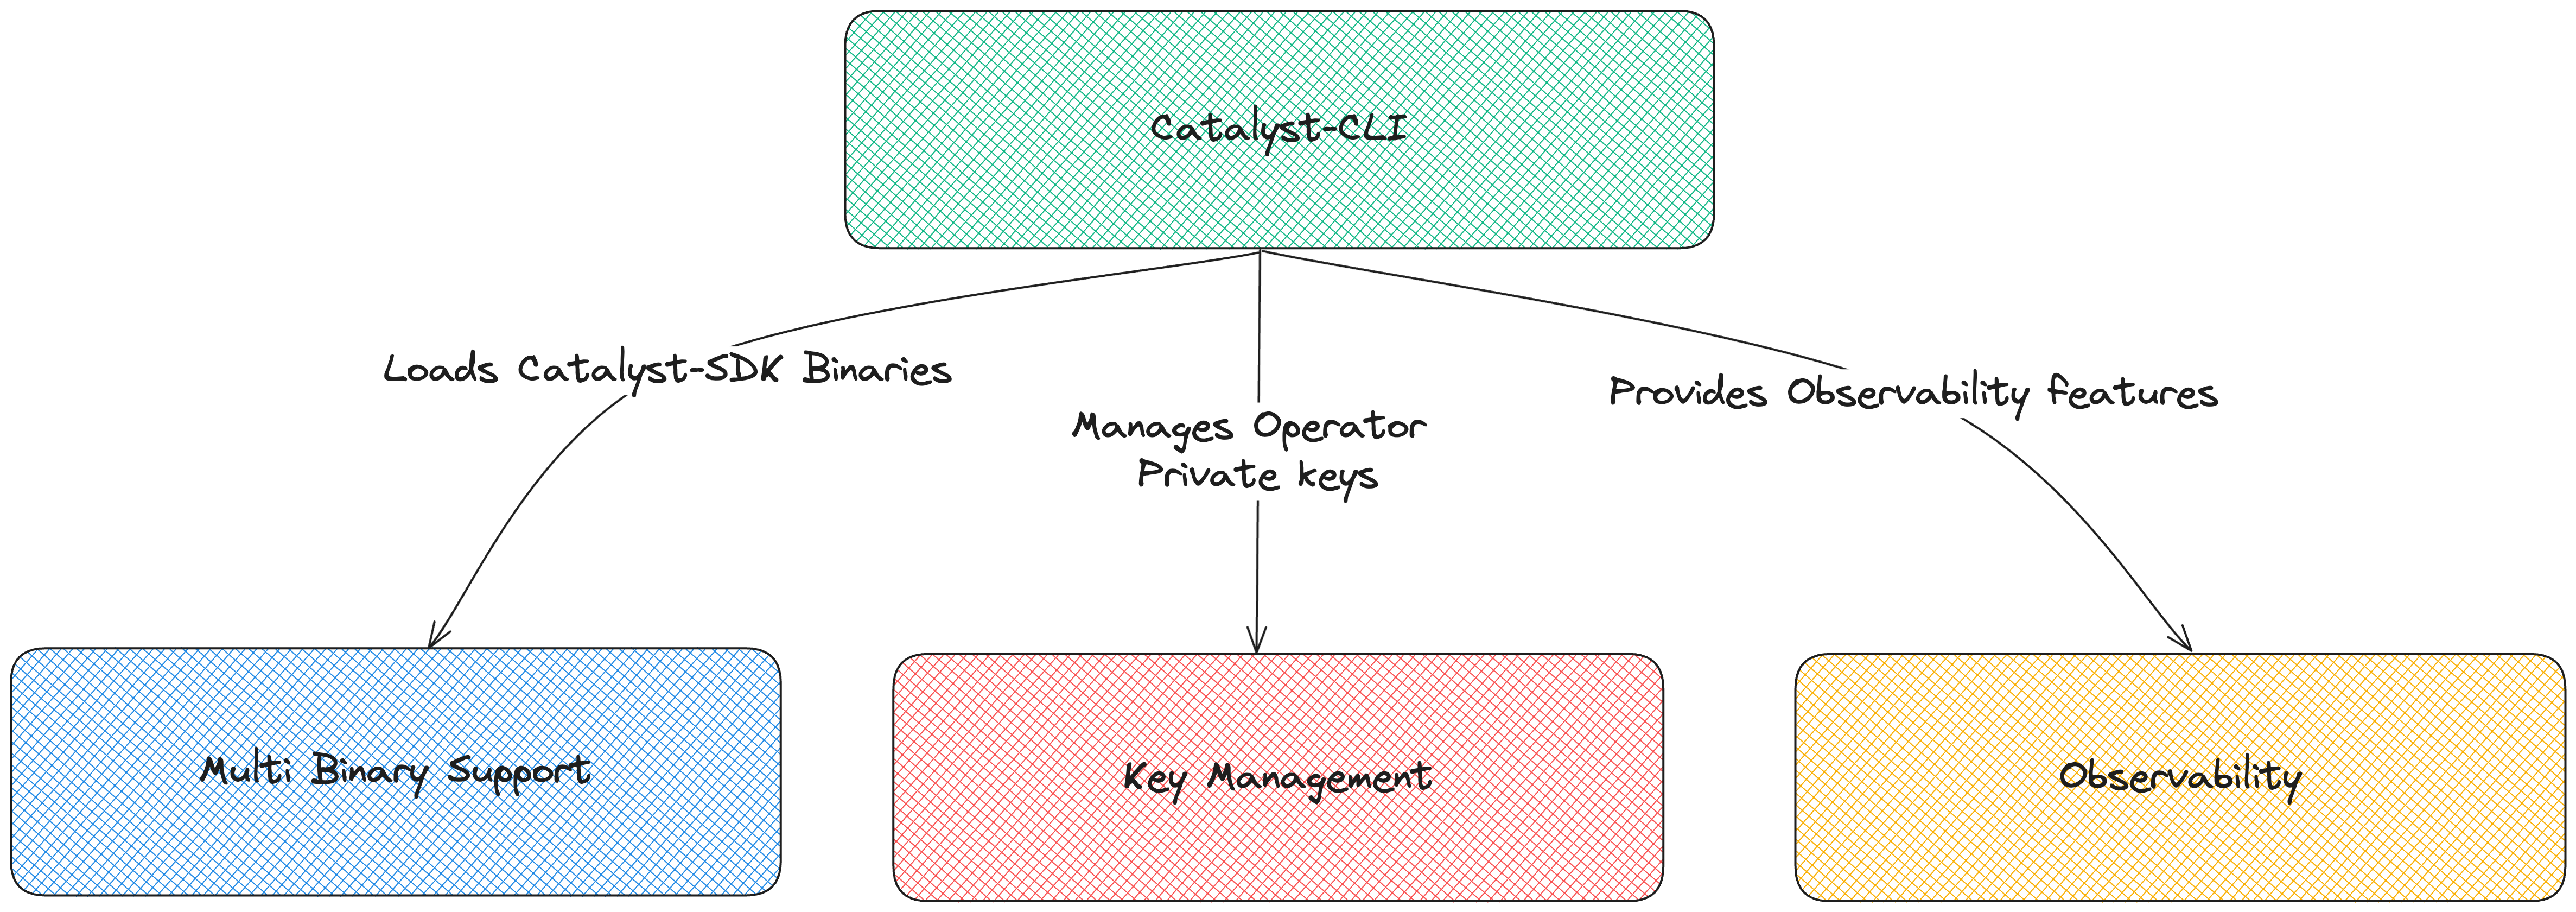 Catalyst-CLI
Loads Catalyst-SDK Binaries
Manages Operator
Private keys
Provides Observability features
Multi Binary Support
Key Management
Observability